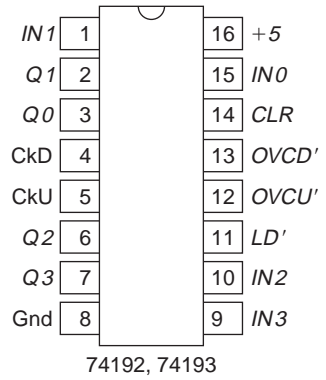 IN1 1 16 +5
Q1 2 15 IN0
Q0 3 14 CLR
CkD 4 13 OVCD'
CkU 5 12 OVCU'
Q2 6 11 LD'
Q3 7 10 IN2
Gnd 8 9 IN3
74192, 74193